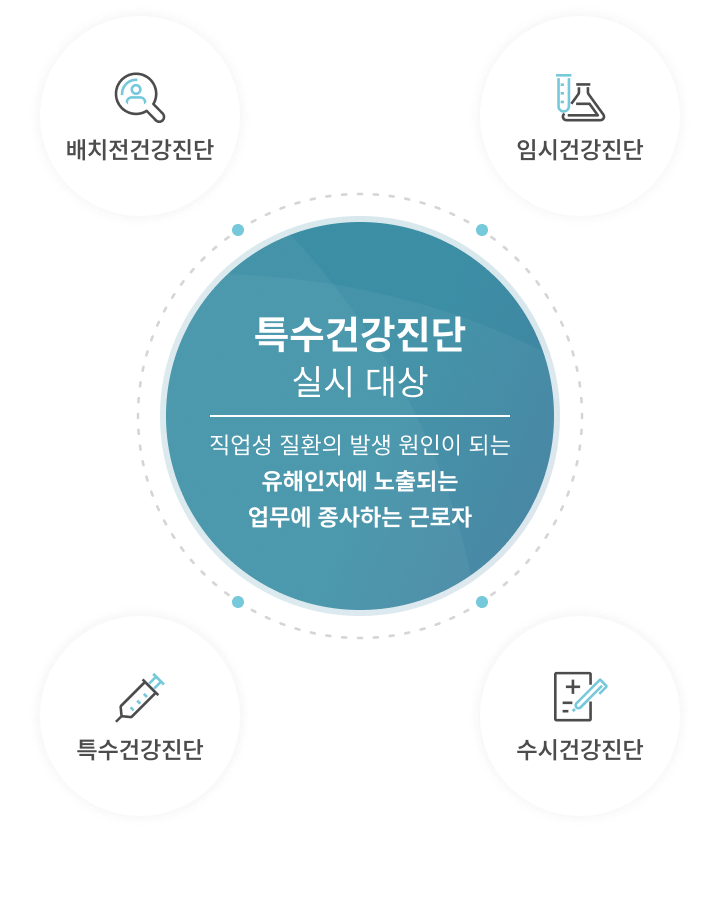 배치전건강진단
임시건강진단
특수건강진단
실시 대상
직업성 질환의 발생 원인이 되는
유해인자에 노출되는
업무에 종사하는 근로자
특수건강진단
수시건강진단